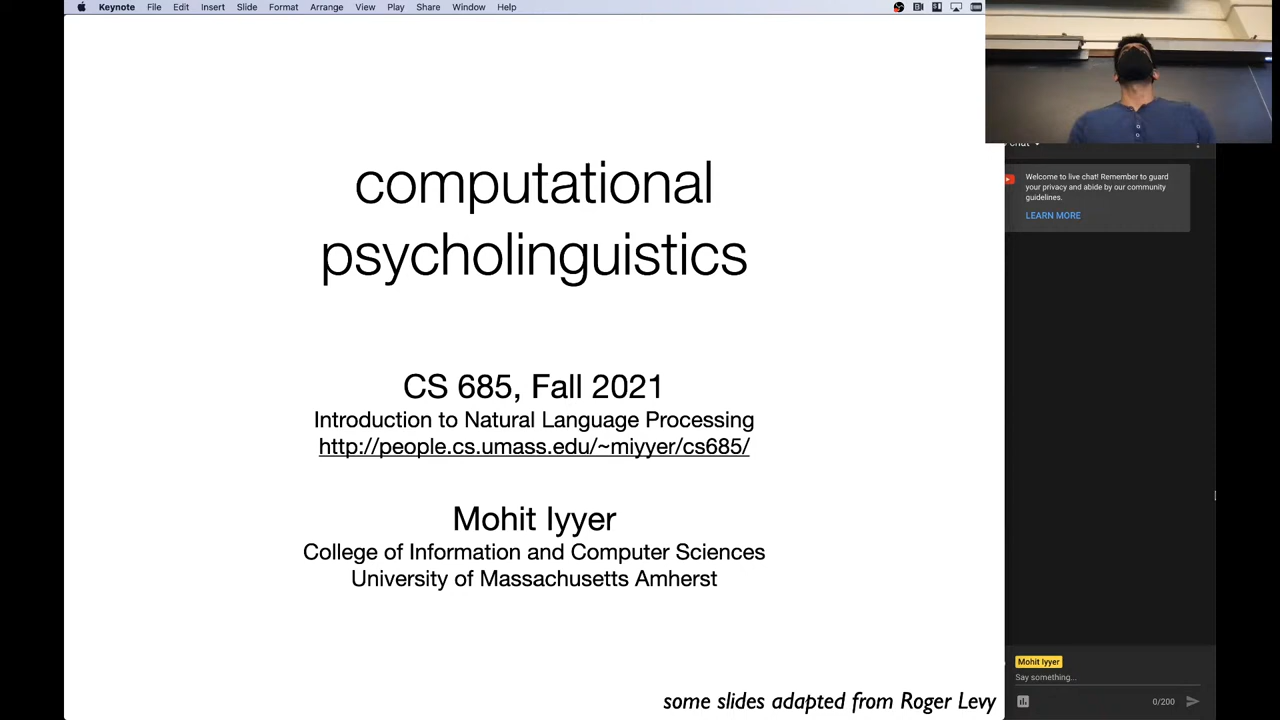 Keynote File Edit Insert Slide Format Arrange View Play Share Window Help
computational
psycholinguistics
CS 685, Fall 2021
Introduction to Natural Language Processing
http://people.cs.umass.edu/~miyyer/cs685/
Mohit Iyyer
College of Information and Computer Sciences
University of Massachusetts Amherst
some slides adapted from Roger Levy
Welcome to live chat! Remember to guard
your privacy and abide by our community
guidelines.
LEARN MORE
Mohit Iyyer
Say something...
0/200